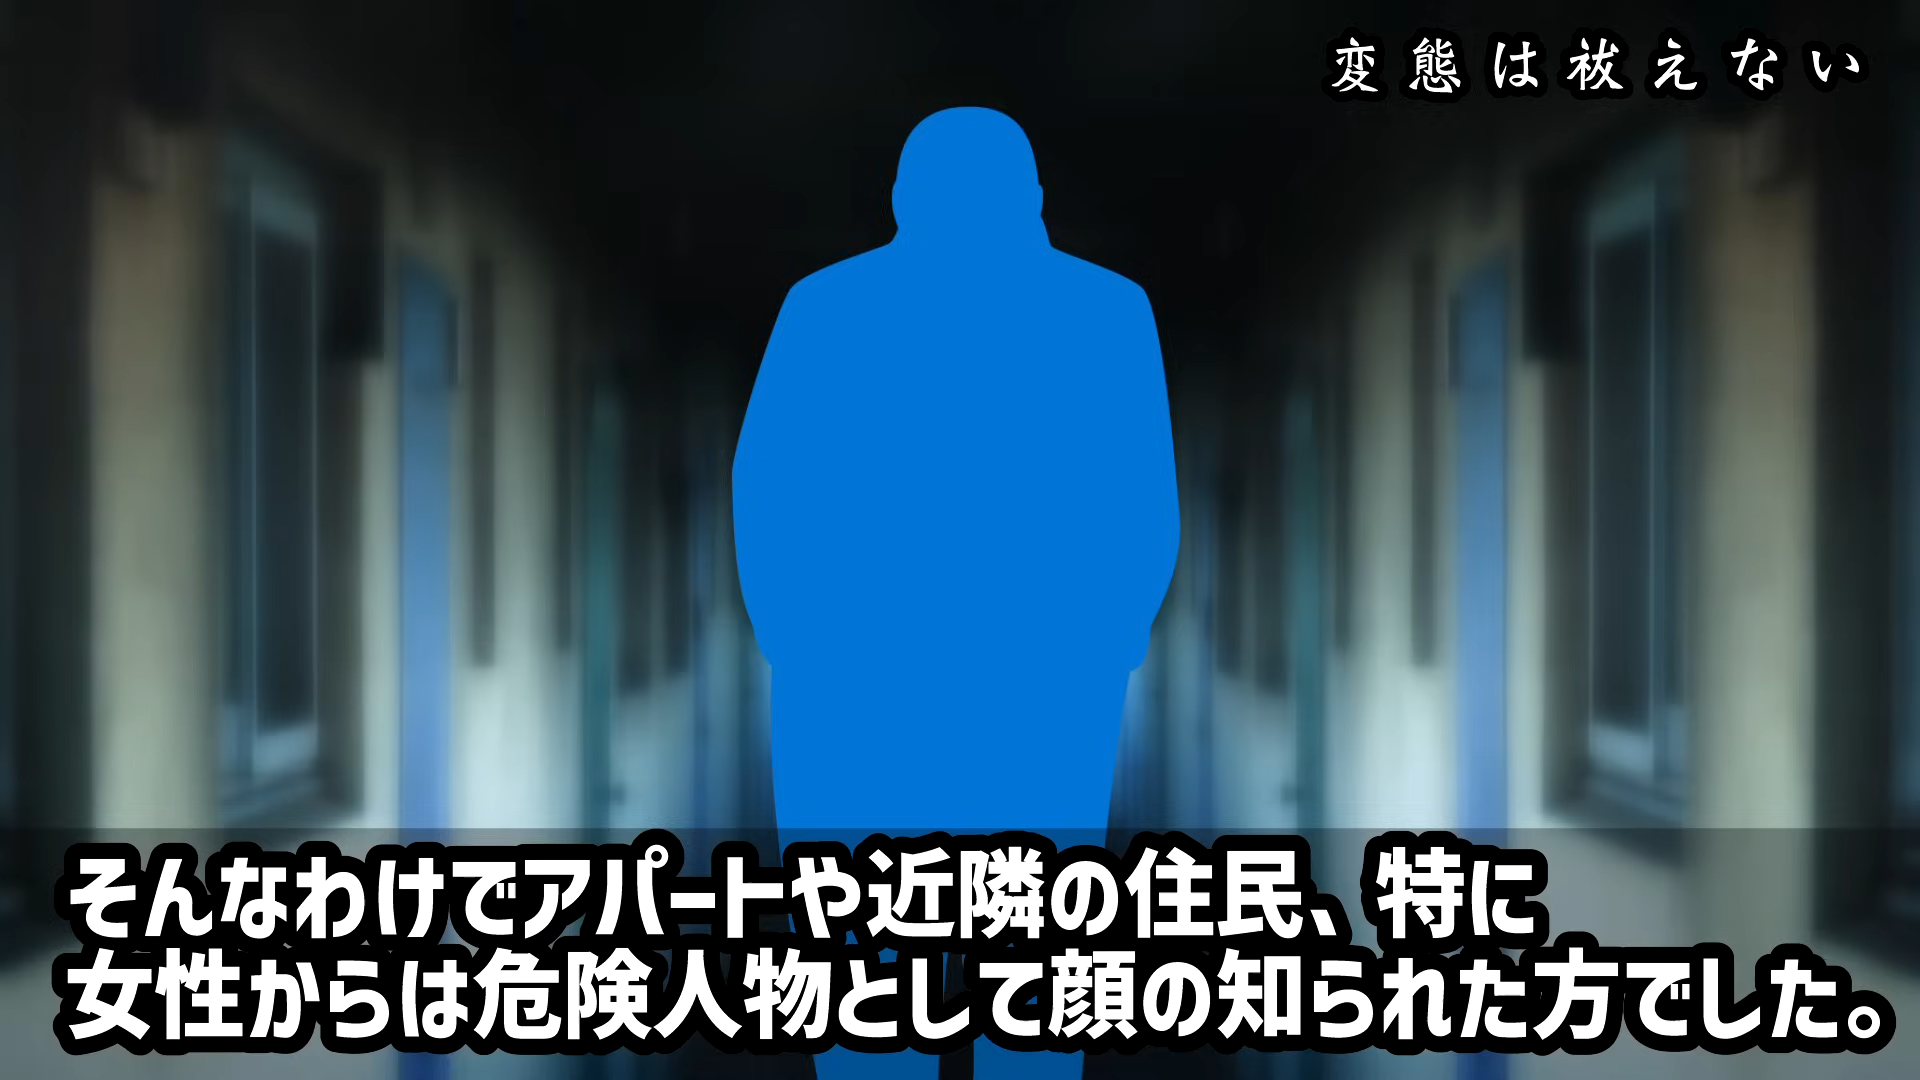 変態は祓えない
そんなわけでアパートや近隣の住民、特に
女性からは危険人物として顔の知られた方でした。